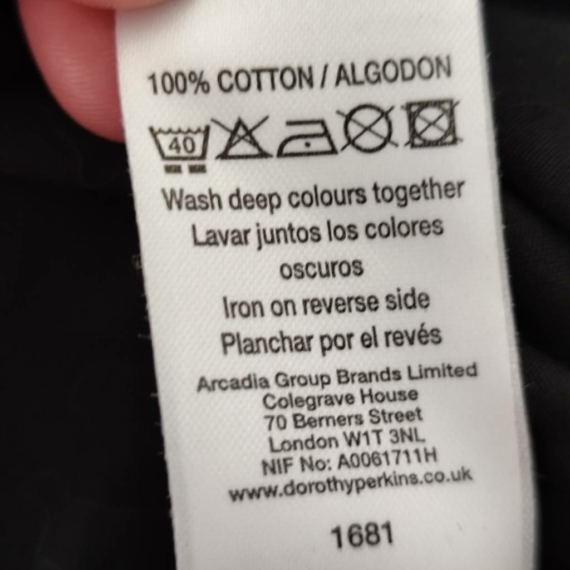 100% COTTON / ALGODON
40
Wash deep colours together
Lavar juntos los colores
oscuros
Iron on reverse side
Planchar por el revés
Arcadia Group Brands Limited
Colegrave House
70 Berners Street
London W1T 3NL
NIF No: A0061711H
www.dorothyperkins.co.uk
1681